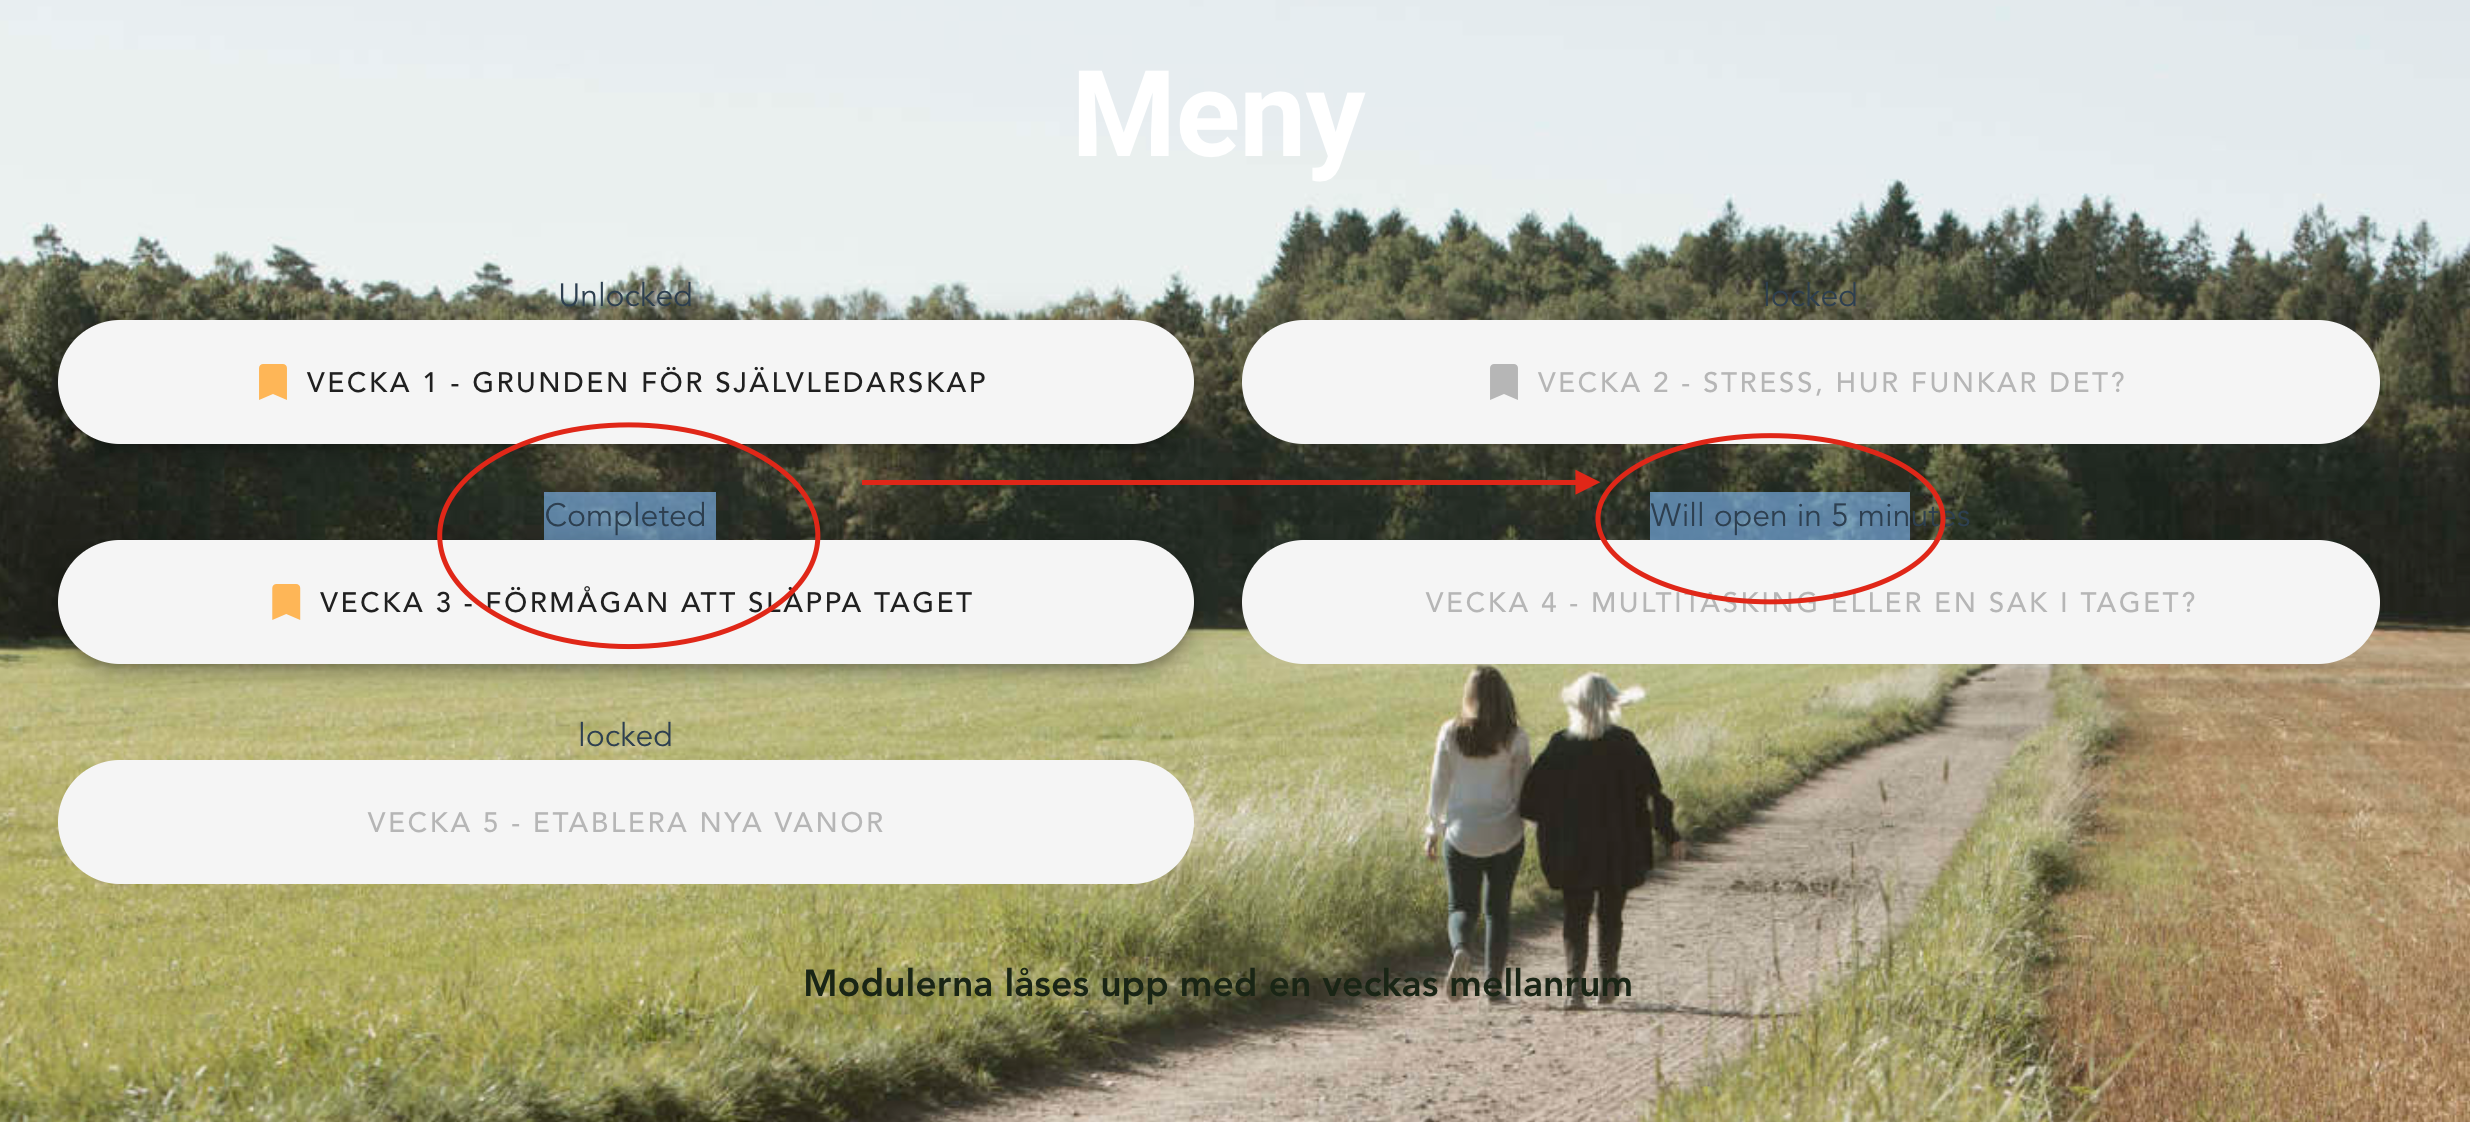 Meny
Unlocked
locked
VECKA 1 - GRUNDEN FÖR SJÄLVLEDARSKAP
VECKA 2 - STRESS, HUR FUNKAR DET?
Completed
Will open in 5 minutes
VECKA 3 - FÖRMÅGAN ATT SLÄPPA TAGET
VECKA 4 - MULTITASKING ELLER EN SAK I TAGET?
locked
VECKA 5 - ETABLERA NYA VANOR
Modulerna låses upp med en veckas mellanrum